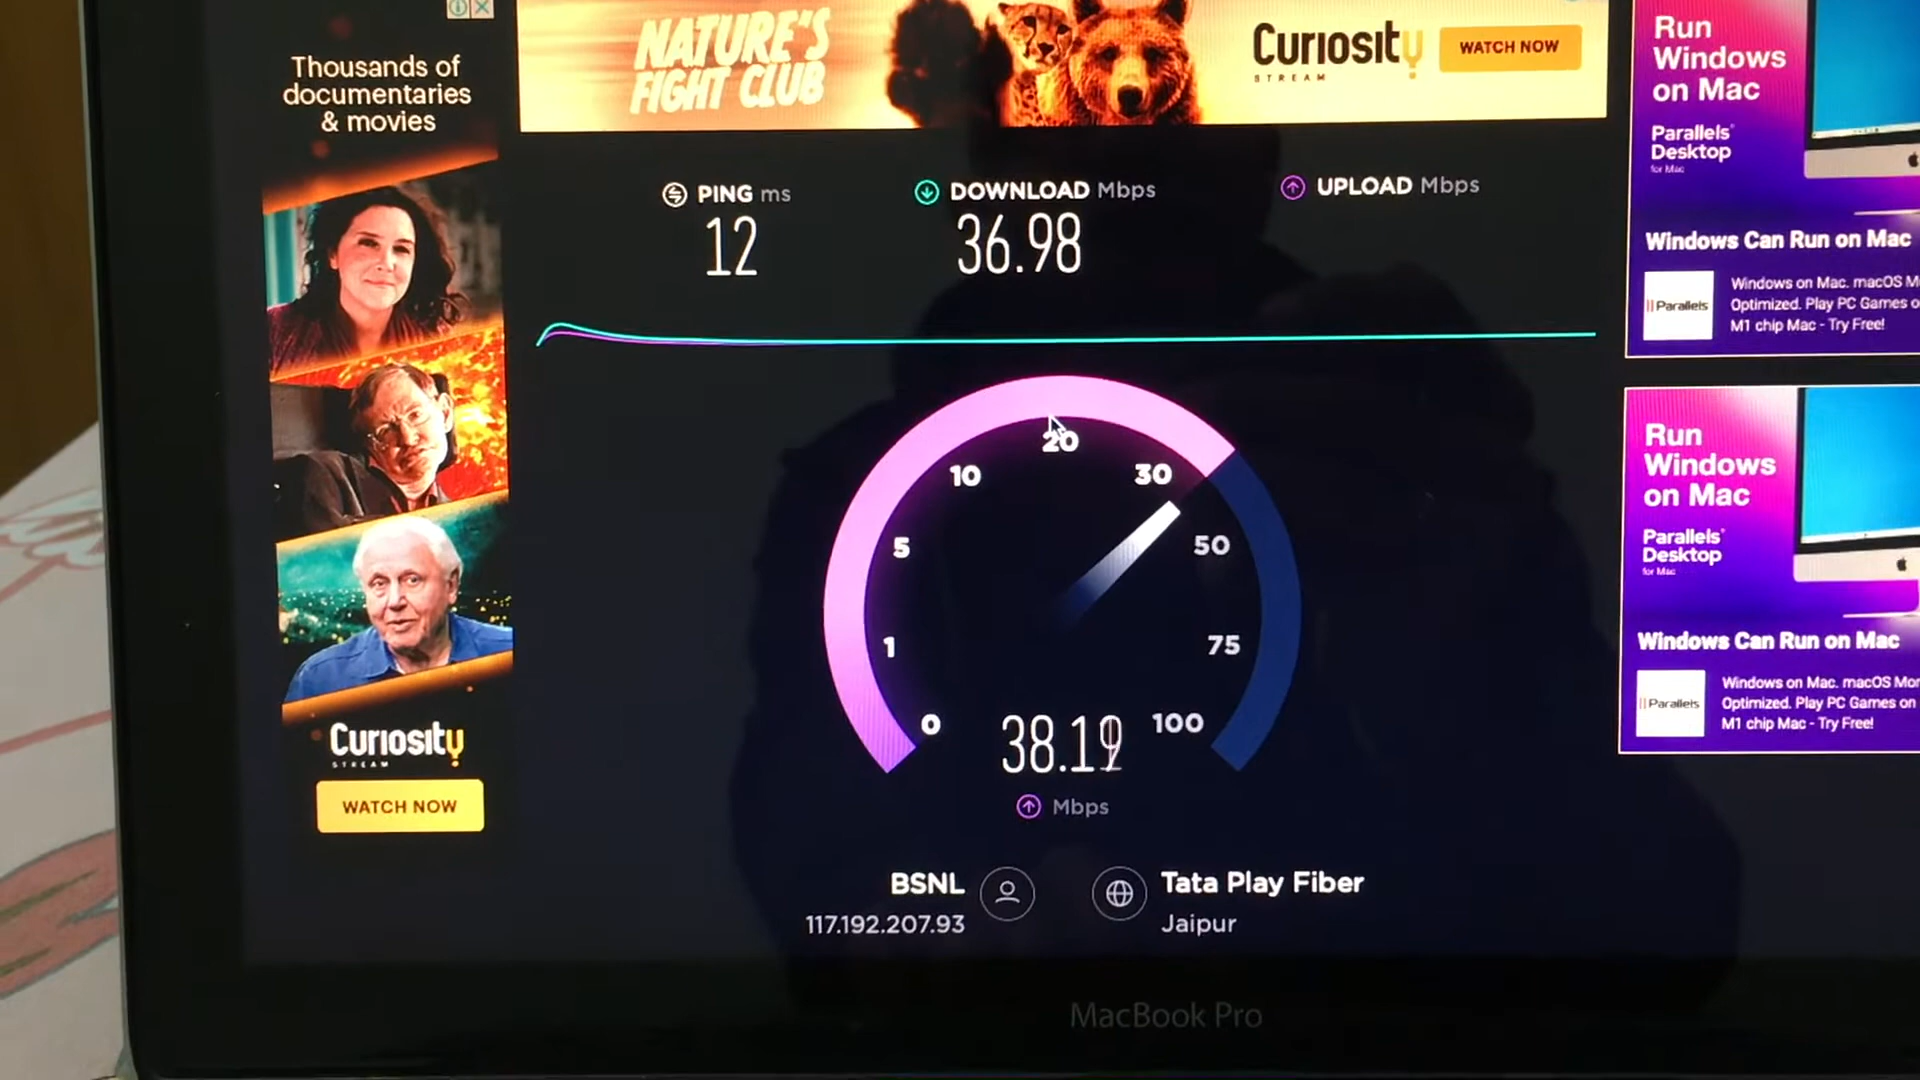 Thousands of
documentaries
& movies
Curiosity
STREAM
WATCH NOW
NATURE'S
FIGHT CLUB
Curiosity
STREAM
WATCH NOW
PING ms
12
DOWNLOAD Mbps
36.98
UPLOAD Mbps
0
1
5
10
20
30
50
75
100
38.19
Mbps
BSNL
117.192.207.93
Tata Play Fiber
Jaipur
Run
Windows
on Mac
Parallels®
Desktop
for Mac
Windows Can Run on Mac
Parallels
Windows on Mac. macOS M
Optimized. Play PC Games o
M1 chip Mac - Try Free!
Run
Windows
on Mac
Parallels®
Desktop
for Mac
Windows Can Run on Mac
Parallels
Windows on Mac. macOS Mor
Optimized. Play PC Games on
M1 chip Mac - Try Free!
MacBook Pro